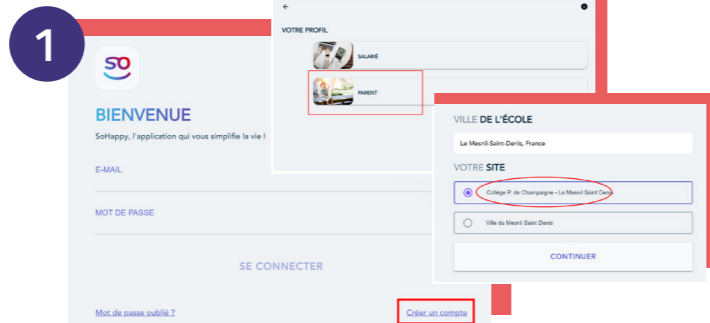 1
so
BIENVENUE
SoHappy, l'application qui vous simplifie la vie !
E-MAIL
MOT DE PASSE
SE CONNECTER
Mot de passe oublié ?
Créer un compte
VOTRE PROFIL
SALARIÉ
PARENT
VILLE DE L'ÉCOLE
Le Mesnil-Saint-Denis, France
VOTRE SITE
Collège P. de Champaigne - Le Mesnil Saint Denis
Ville du Mesnil Saint Denis
CONTINUER